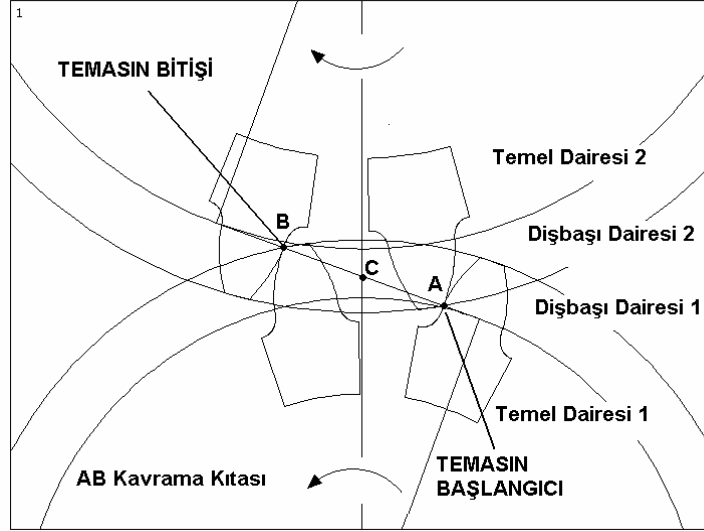 1
TEMASIN BİTİŞİ
Temel Dairesi 2
B
Dişbaşı Dairesi 2
C
A
Dişbaşı Dairesi 1
Temel Dairesi 1
TEMASIN
BAŞLANGICI
AB Kavrama Kıtası